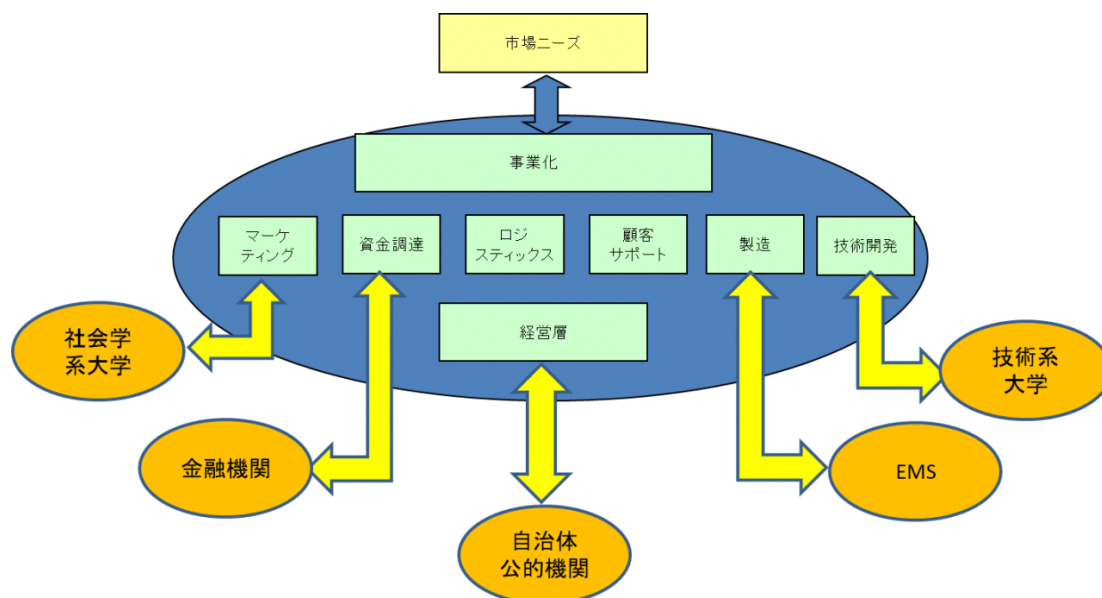 市場ニーズ
事業化
マーケ
ティング
資金調達
ロジ
スティックス
顧客
サポート
製造
技術開発
経営層
社会学
系大学
技術系
大学
金融機関
EMS
自治体
公的機関